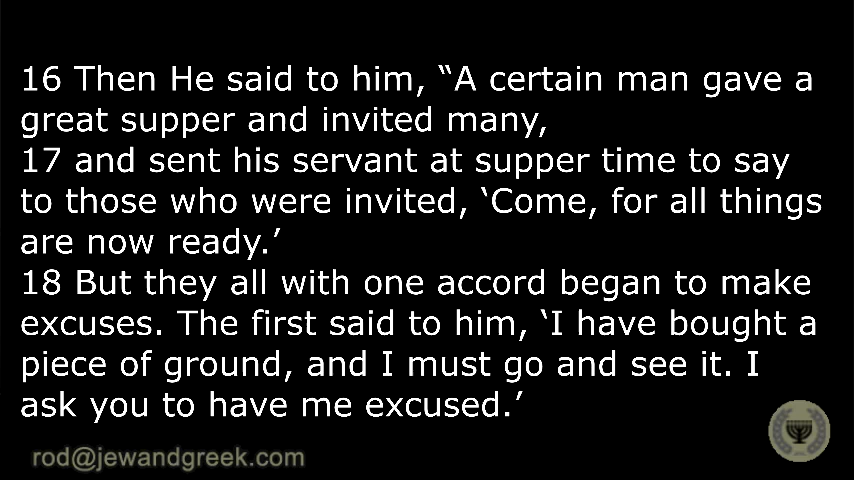 16 Then He said to him, “A certain man gave a
great supper and invited many,
17 and sent his servant at supper time to say
to those who were invited, ‘Come, for all things
are now ready.’
18 But they all with one accord began to make
excuses. The first said to him, ‘I have bought a
piece of ground, and I must go and see it. I
ask you to have me excused.’
rod@jewandgreek.com